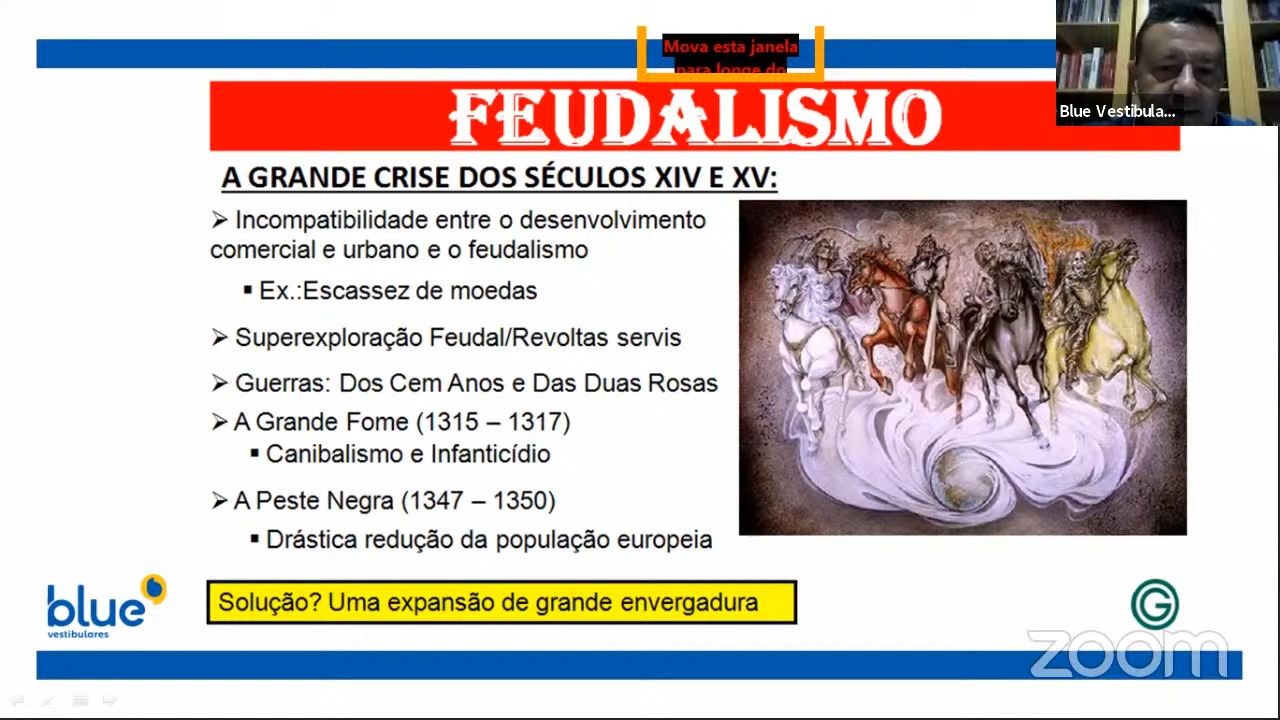 Mova esta janela
para longe do
Blue Vestibula...
FEUDALISMO
A GRANDE CRISE DOS SÉCULOS XIV E XV:
➢ Incompatibilidade entre o desenvolvimento
comercial e urbano e o feudalismo
▪ Ex.:Escassez de moedas
➢ Superexploração Feudal/Revoltas servis
➢ Guerras: Dos Cem Anos e Das Duas Rosas
➢ A Grande Fome (1315 – 1317)
▪ Canibalismo e Infanticídio
➢ A Peste Negra (1347 – 1350)
▪ Drástica redução da população europeia
Solução? Uma expansão de grande envergadura
blue
vestibulares
G
zoom